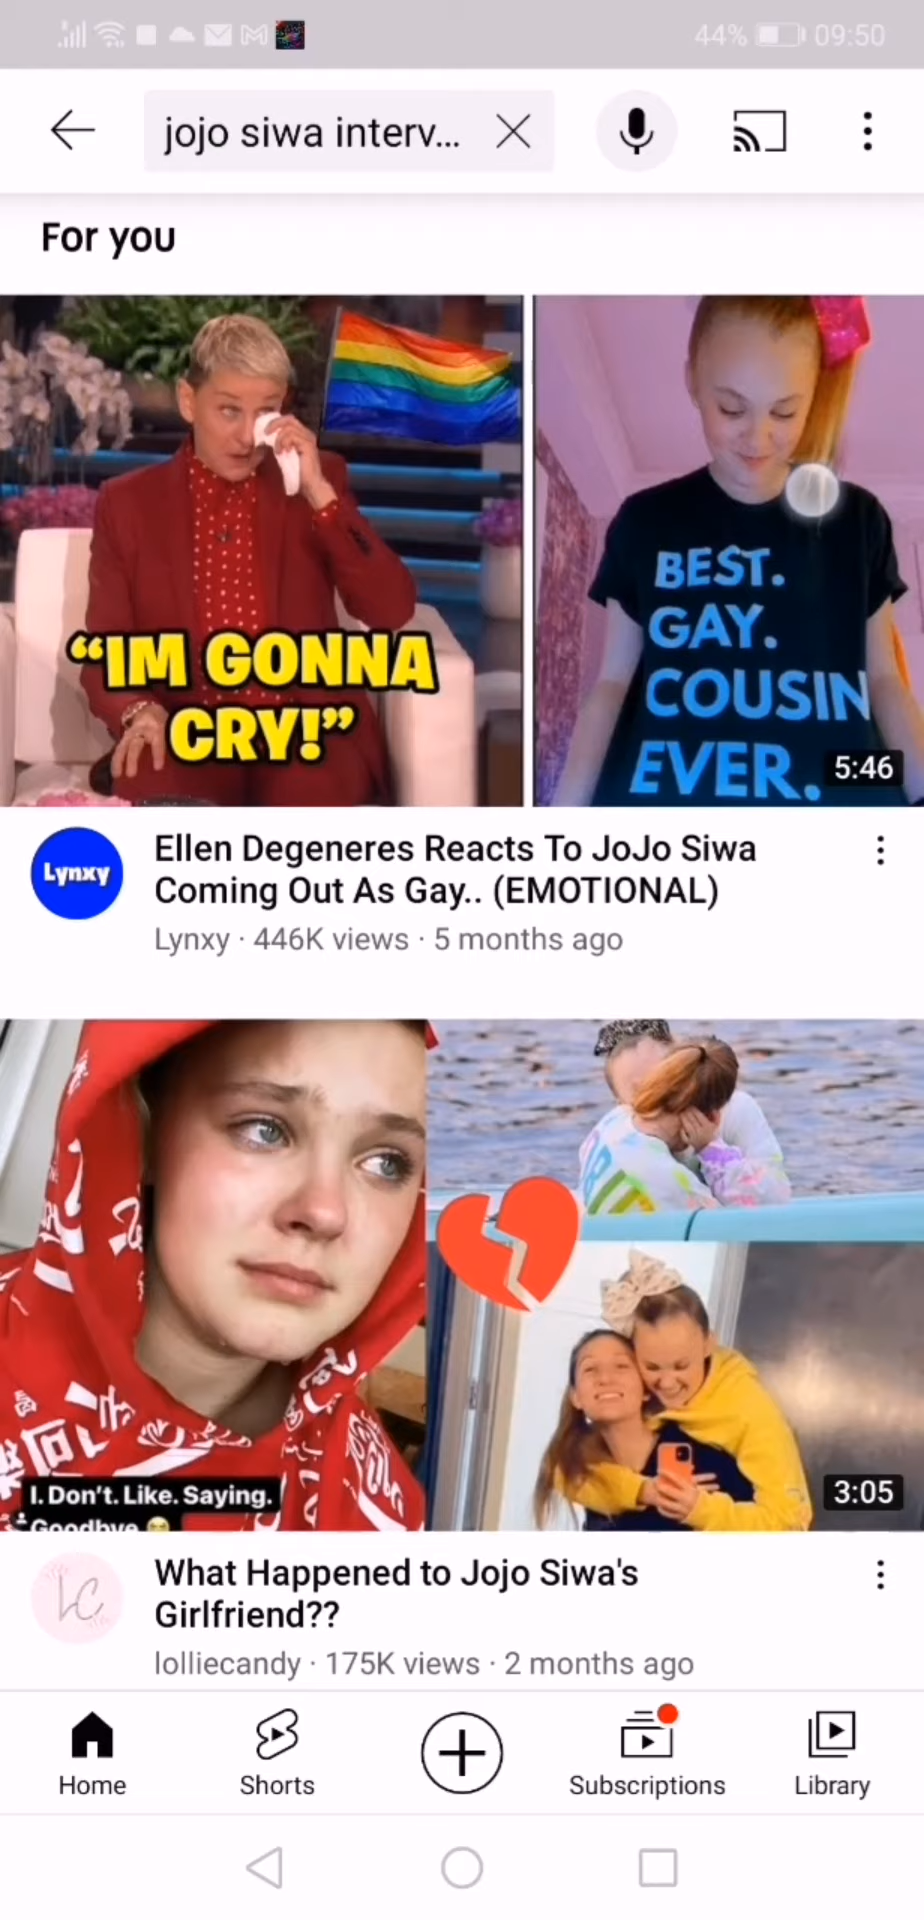 44% 09:50
jojo siwa interv...
For you
“IM GONNA
CRY!”
BEST.
GAY.
COUSIN
EVER.
5:46
Lynxy
Ellen Degeneres Reacts To JoJo Siwa
Coming Out As Gay.. (EMOTIONAL)
Lynxy · 446K views · 5 months ago
I. Don't. Like. Saying.
Goodbye
3:05
LC
What Happened to Jojo Siwa's
Girlfriend??
lolliecandy · 175K views · 2 months ago
Home
Shorts
Subscriptions
Library